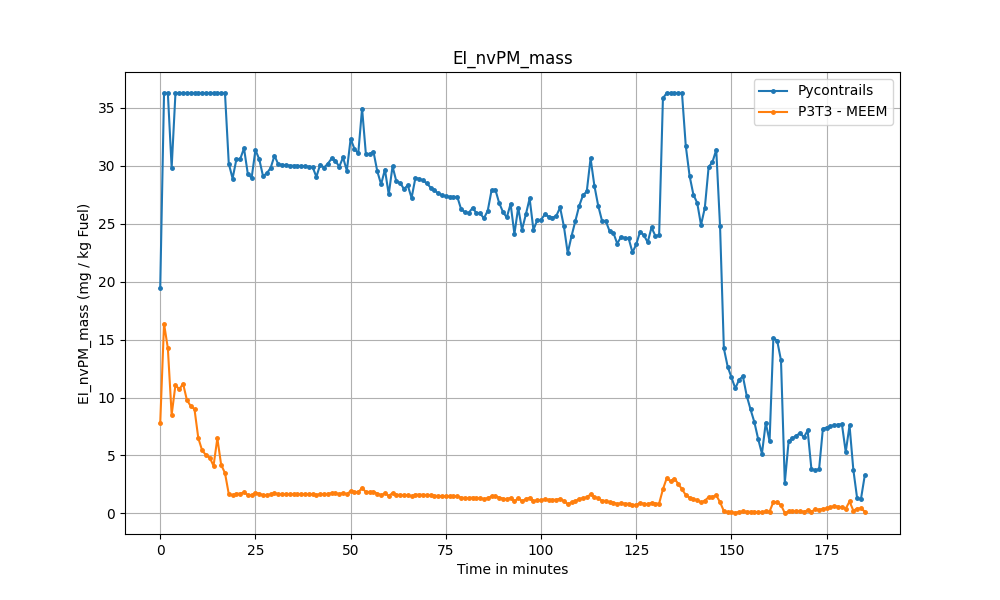 EI_nvPM_mass
Pycontrails
P3T3 - MEEM
EI_nvPM_mass (mg / kg Fuel)
35
30
25
20
15
10
5
0
0 25 50 75 100 125 150 175
Time in minutes